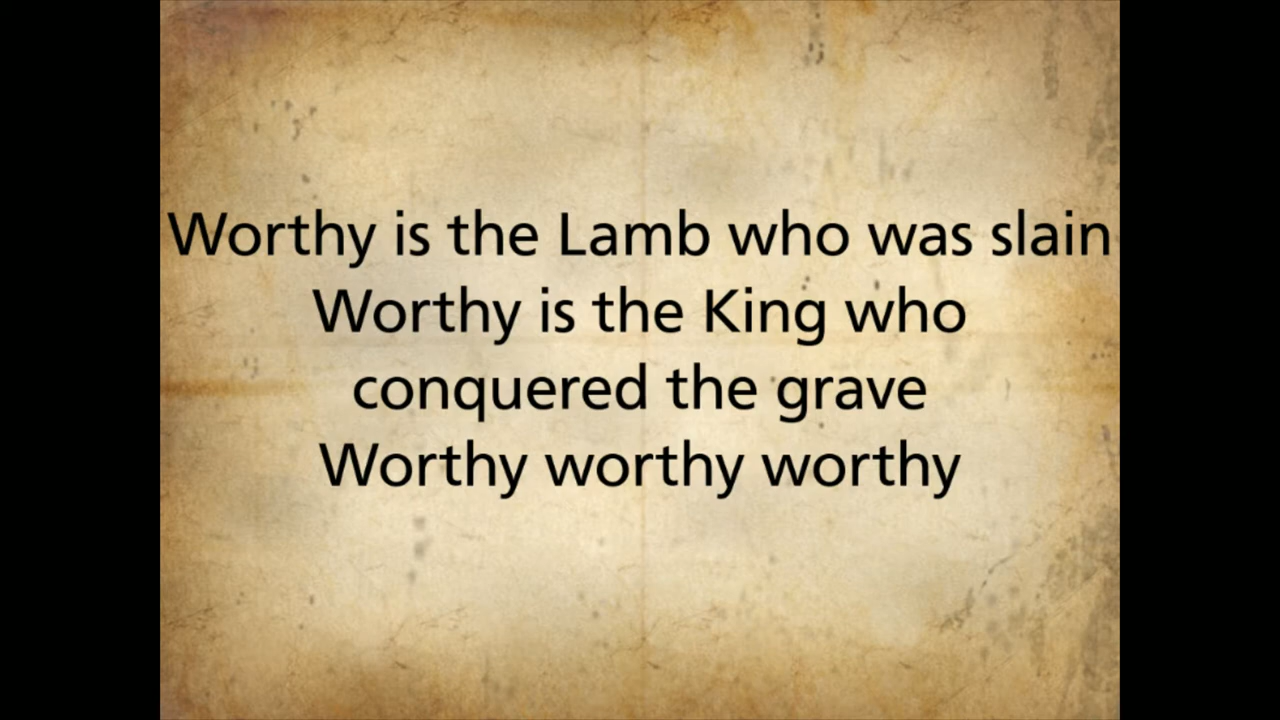 Worthy is the Lamb who was slain
Worthy is the King who
conquered the grave
Worthy worthy worthy